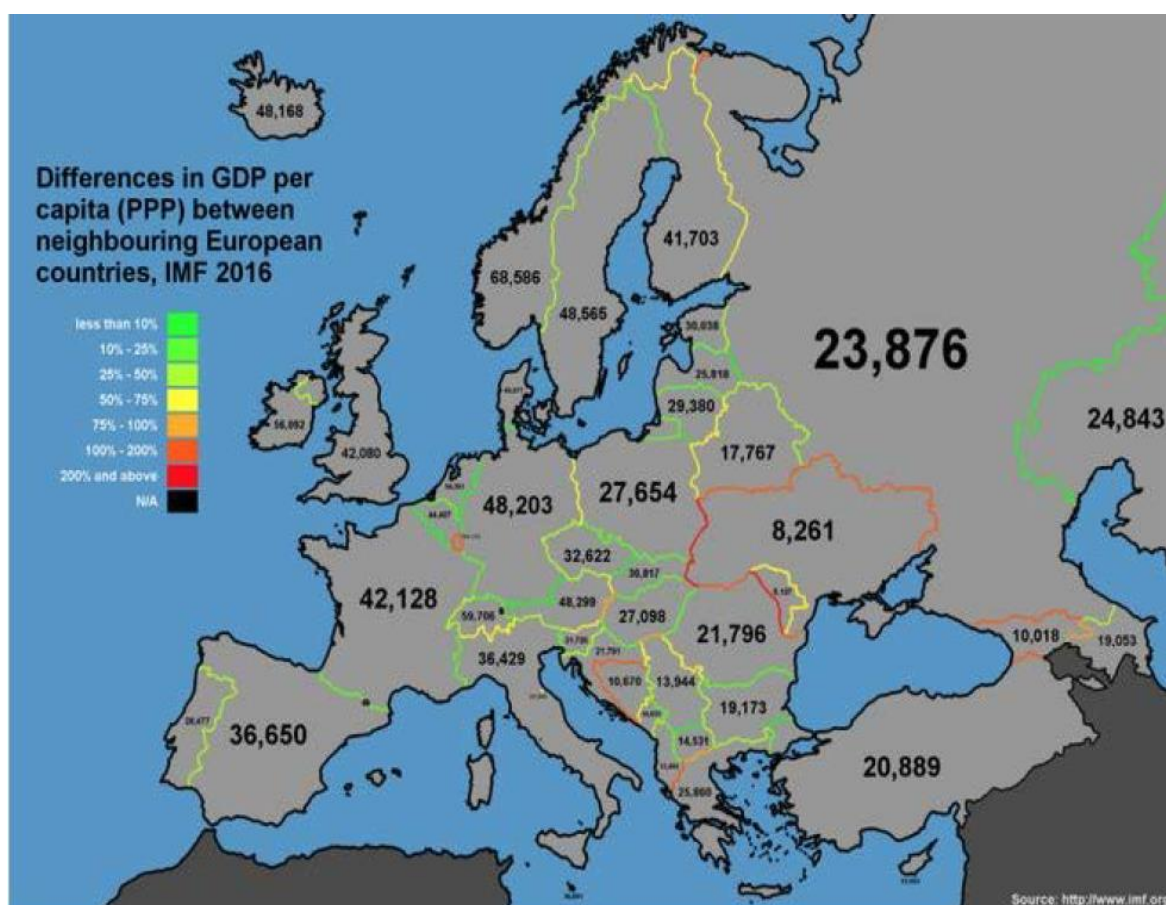 48,168
Differences in GDP per
capita (PPP) between
neighbouring European
countries, IMF 2016
less than 10%
10% - 25%
25% - 50%
50% - 75%
75% - 100%
100% - 200%
200% and above
N/A
41,703
68,586
48,565
30,038
23,876
25,818
29,380
24,843
42,080
17,767
27,654
48,203
44,407
8,261
32,622
42,128
48,299
27,098
59,706
21,796
36,429
21,791
10,018
19,053
10,670
13,944
19,173
36,650
14,531
20,889
25,860
Source: http://www.imf.org